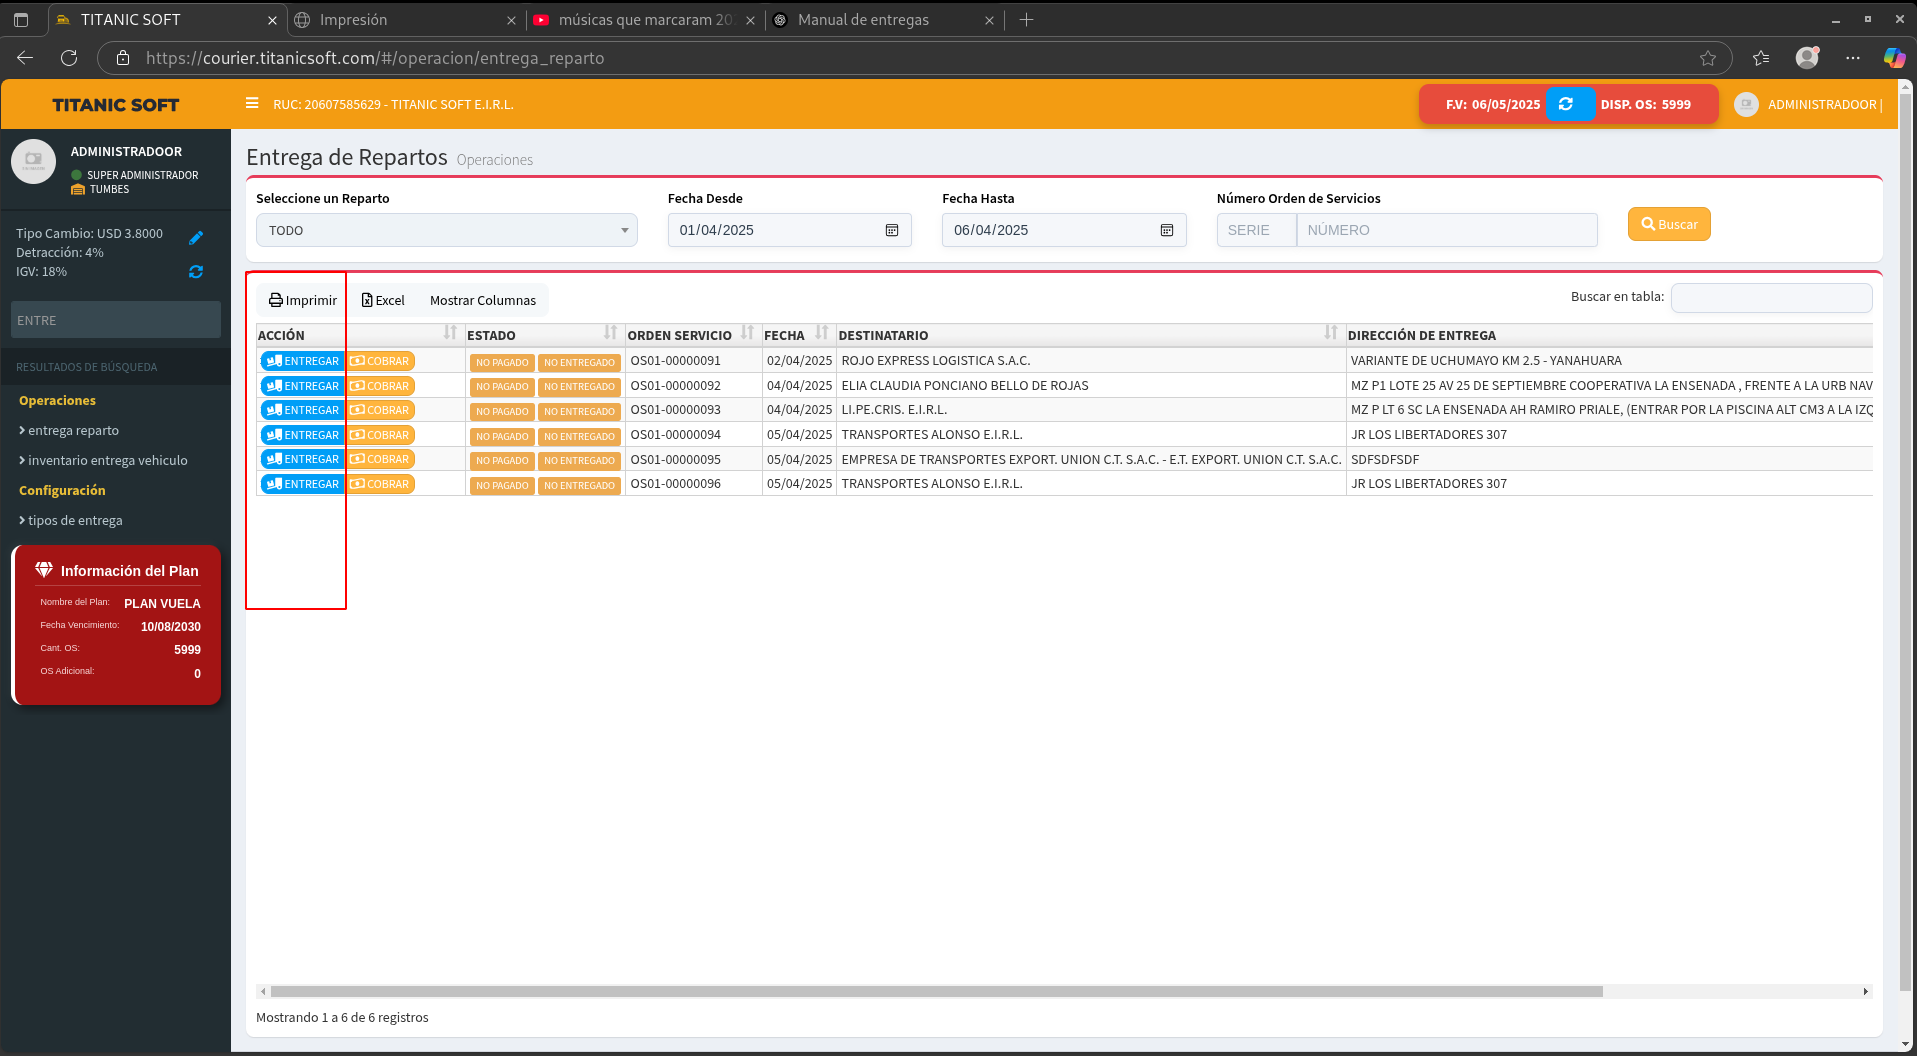 TITANIC SOFT
Impresión
músicas que marcaram 20
Manual de entregas
https://courier.titanicsoft.com/#/operacion/entrega_reparto
TITANIC SOFT
RUC: 20607585629 - TITANIC SOFT E.I.R.L.
F.V: 06/05/2025 DISP. OS: 5999
ADMINISTRADOOR |
ADMINISTRADOOR
SUPER ADMINISTRADOR
TUMBES
Tipo Cambio: USD 3.8000
Detracción: 4%
IGV: 18%
ENTRE
RESULTADOS DE BÚSQUEDA
Operaciones
entrega reparto
inventario entrega vehiculo
Configuración
tipos de entrega
Información del Plan
Nombre del Plan: PLAN VUELA
Fecha Vencimiento: 10/08/2030
Cant. OS: 5999
OS Adicional: 0
Entrega de Repartos Operaciones
Seleccione un Reparto Fecha Desde Fecha Hasta Número Orden de Servicios
TODO 01/04/2025 06/04/2025 SERIE NÚMERO Buscar
Imprimir Excel Mostrar Columnas Buscar en tabla:
ACCIÓN ESTADO ORDEN SERVICIO FECHA DESTINATARIO DIRECCIÓN DE ENTREGA
ENTREGAR COBRAR NO PAGADO NO ENTREGADO OS01-00000091 02/04/2025 ROJO EXPRESS LOGISTICA S.A.C. VARIANTE DE UCHUMAYO KM 2.5 - YANAHUARA
ENTREGAR COBRAR NO PAGADO NO ENTREGADO OS01-00000092 04/04/2025 ELIA CLAUDIA PONCIANO BELLO DE ROJAS MZ P1 LOTE 25 AV 25 DE SEPTIEMBRE COOPERATIVA LA ENSENADA , FRENTE A LA URB NAV
ENTREGAR COBRAR NO PAGADO NO ENTREGADO OS01-00000093 04/04/2025 LI.PE.CRIS. E.I.R.L. MZ P LT 6 SC LA ENSENADA AH RAMIRO PRIALE, (ENTRAR POR LA PISCINA ALT CM3 A LA IZQ
ENTREGAR COBRAR NO PAGADO NO ENTREGADO OS01-00000094 05/04/2025 TRANSPORTES ALONSO E.I.R.L. JR LOS LIBERTADORES 307
ENTREGAR COBRAR NO PAGADO NO ENTREGADO OS01-00000095 05/04/2025 EMPRESA DE TRANSPORTES EXPORT. UNION C.T. S.A.C. - E.T. EXPORT. UNION C.T. S.A.C. SDFSDFSDF
ENTREGAR COBRAR NO PAGADO NO ENTREGADO OS01-00000096 05/04/2025 TRANSPORTES ALONSO E.I.R.L. JR LOS LIBERTADORES 307
Mostrando 1 a 6 de 6 registros